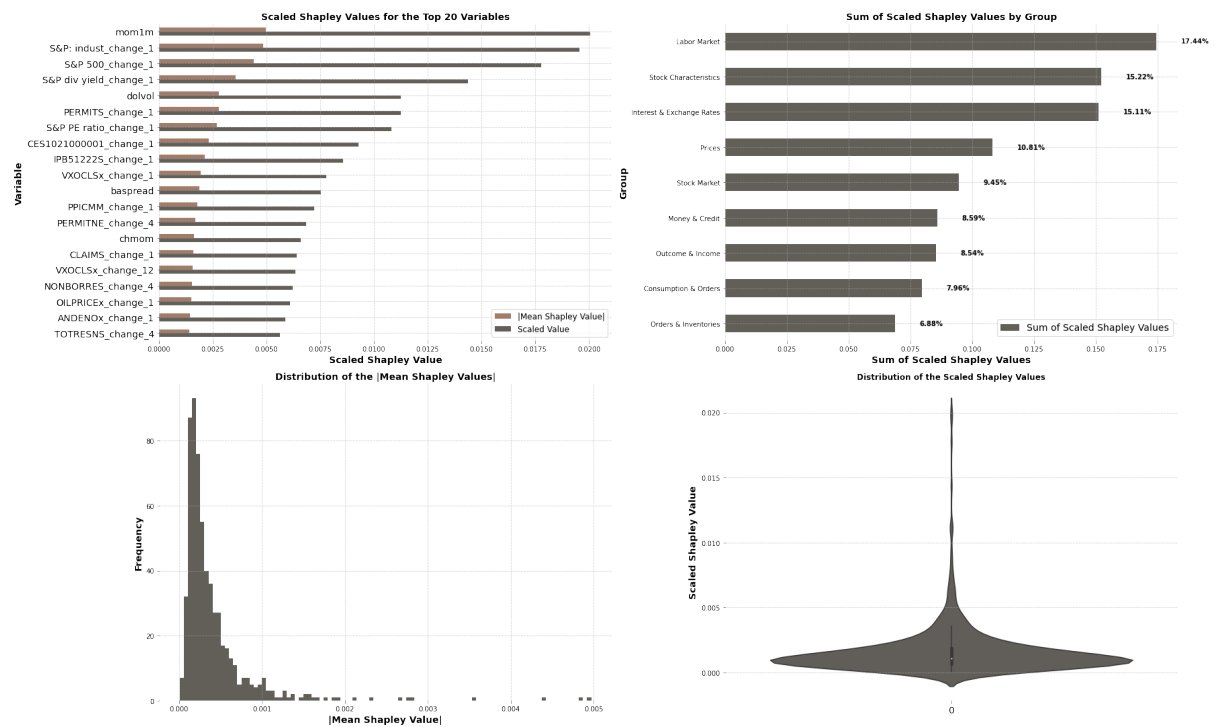 Scaled Shapley Values for the Top 20 Variables
Variable
mom1m
S&P: indust_change_1
S&P 500_change_1
S&P div yield_change_1
dolvol
PERMITS_change_1
S&P PE ratio_change_1
CES1021000001_change_1
IPB51222S_change_1
VXOCLSx_change_1
baspread
PPICMM_change_1
PERMITNE_change_4
chmom
CLAIMS_change_1
VXOCLSx_change_12
NONBORRES_change_4
OILPRICEx_change_1
ANDENOx_change_1
TOTRESNS_change_4
|Mean Shapley Value|
Scaled Value
0.0000 0.0025 0.0050 0.0075 0.0100 0.0125 0.0150 0.0175 0.0200
Scaled Shapley Value
Sum of Scaled Shapley Values by Group
Group
Labor Market 17.44%
Stock Characteristics 15.22%
Interest & Exchange Rates 15.11%
Prices 10.81%
Stock Market 9.45%
Money & Credit 8.59%
Outcome & Income 8.54%
Consumption & Orders 7.96%
Orders & Inventories 6.88%
Sum of Scaled Shapley Values
0.000 0.025 0.050 0.075 0.100 0.125 0.150 0.175
Sum of Scaled Shapley Values
Distribution of the |Mean Shapley Values|
Frequency
80
60
40
20
0
0.000 0.001 0.002 0.003 0.004 0.005
|Mean Shapley Value|
Distribution of the Scaled Shapley Values
Scaled Shapley Value
0.020
0.015
0.010
0.005
0.000
0